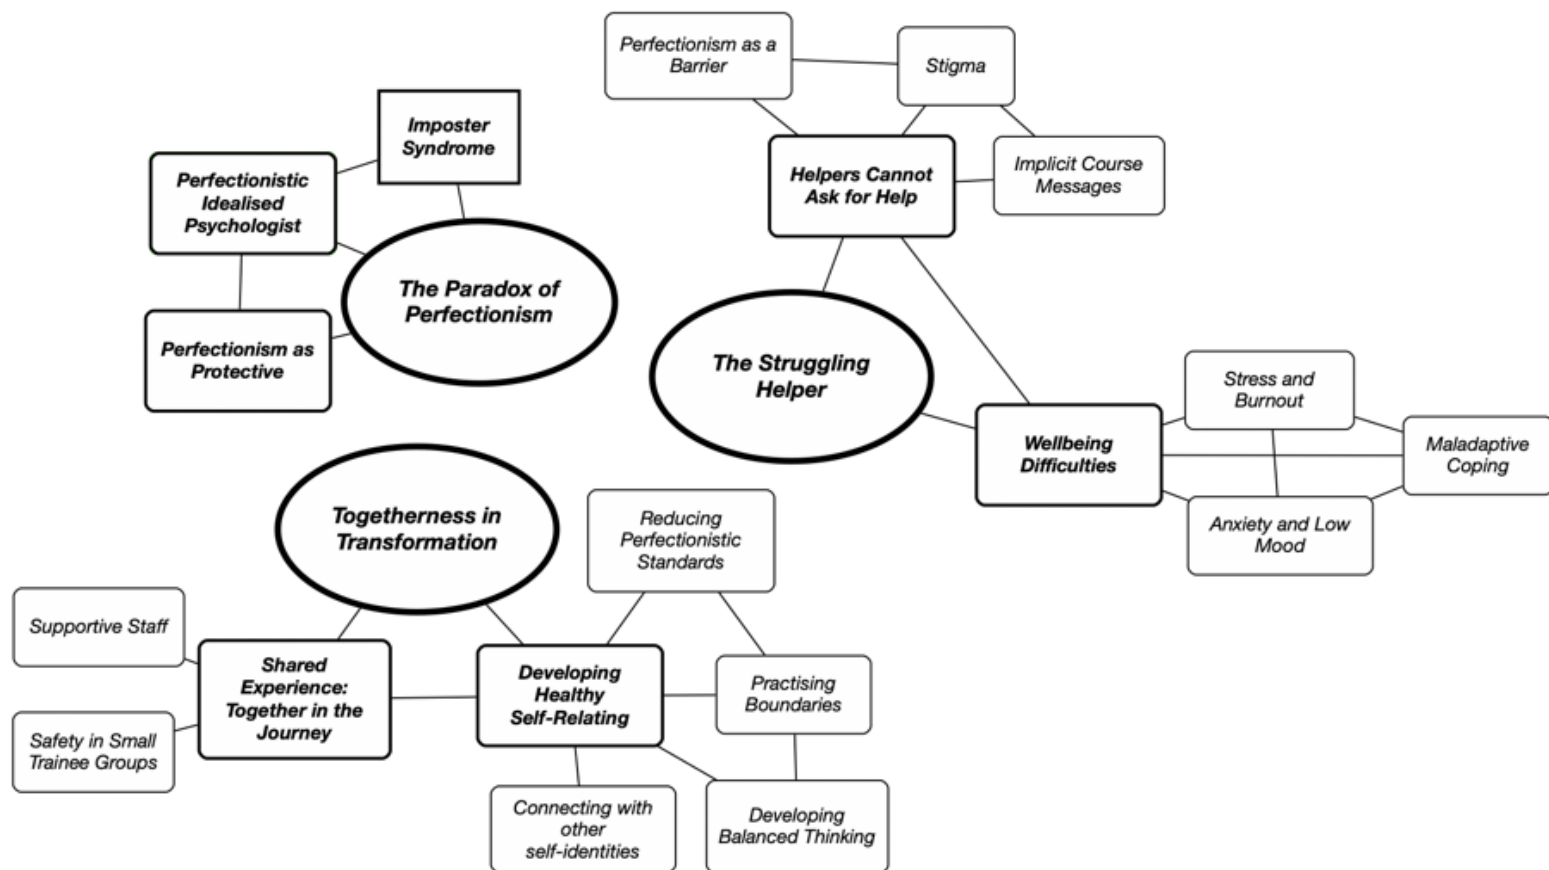 Perfectionism as a
Barrier
Stigma
Imposter
Syndrome
Perfectionistic
Idealised
Psychologist
Helpers Cannot
Ask for Help
Implicit Course
Messages
The Paradox of
Perfectionism
Perfectionism as
Protective
The Struggling
Helper
Stress and
Burnout
Wellbeing
Difficulties
Maladaptive
Coping
Anxiety and Low
Mood
Togetherness in
Transformation
Reducing
Perfectionistic
Standards
Supportive Staff
Shared
Experience:
Together in the
Journey
Developing
Healthy
Self-Relating
Practising
Boundaries
Safety in Small
Trainee Groups
Connecting with
other
self-identities
Developing
Balanced Thinking